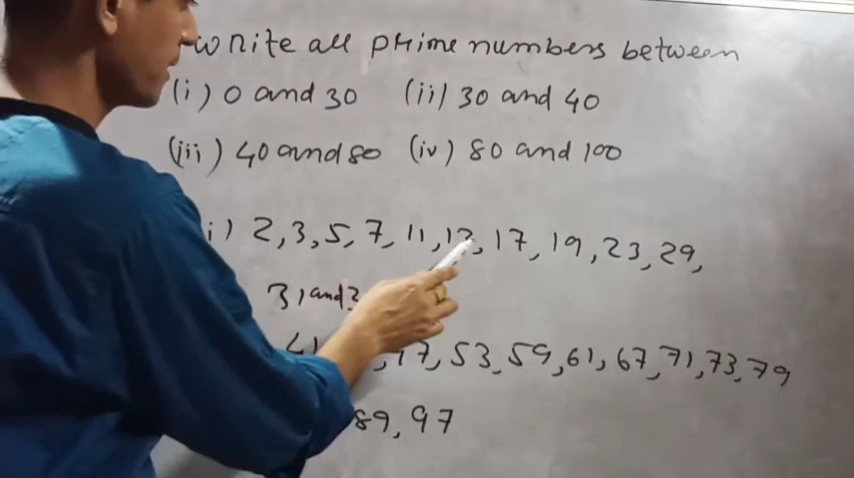 write all prime numbers between
(i) 0 and 30 (ii) 30 and 40
(iii) 40 and 80 (iv) 80 and 100
i) 2, 3, 5, 7, 11, 13, 17, 19, 23, 29,
31 and
53, 59, 61, 67, 71, 73, 79
89, 97